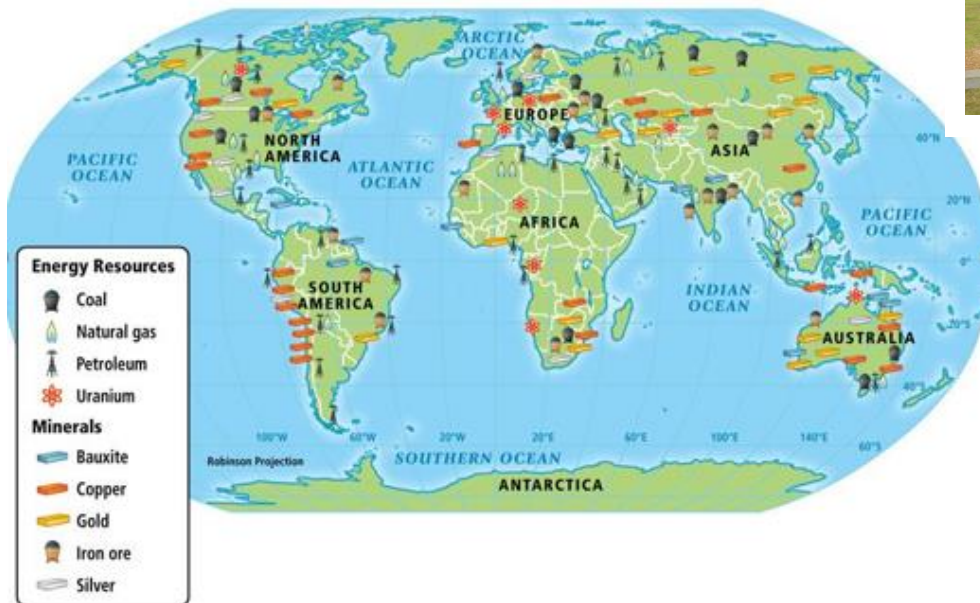 ARCTIC
OCEAN
EUROPE
40°N
NORTH
AMERICA
ASIA
PACIFIC
OCEAN
ATLANTIC
OCEAN
20°N
AFRICA
PACIFIC
OCEAN
0°
SOUTH
AMERICA
INDIAN
OCEAN
20°S
AUSTRALIA
40°S
100°W
60°W
20°W
20°E
60°E
100°E
140°E
60°S
Robinson Projection
SOUTHERN OCEAN
ANTARCTICA
Energy Resources
Coal
Natural gas
Petroleum
Uranium
Minerals
Bauxite
Copper
Gold
Iron ore
Silver